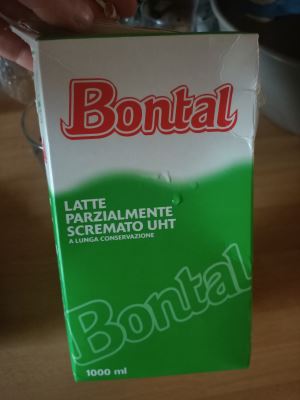 Bontal
LATTE
PARZIALMENTE
SCREMATO UHT
A LUNGA CONSERVAZIONE
Bontal
1000 ml